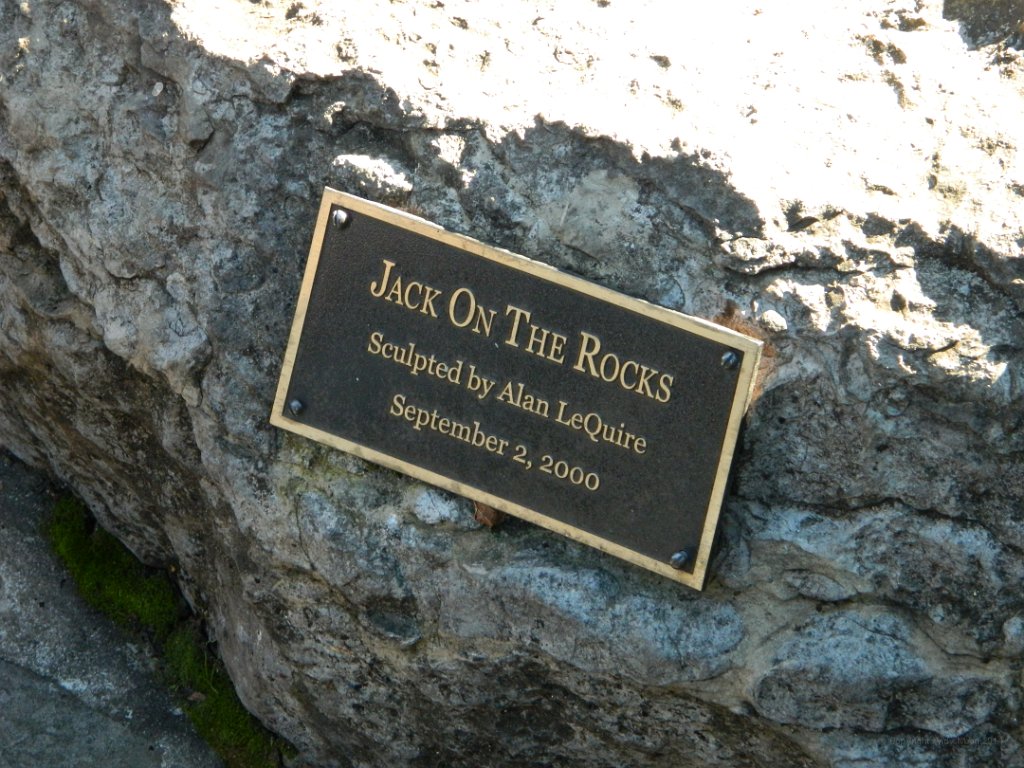 Jack On The Rocks
Sculpted by Alan LeQuire
September 2, 2000